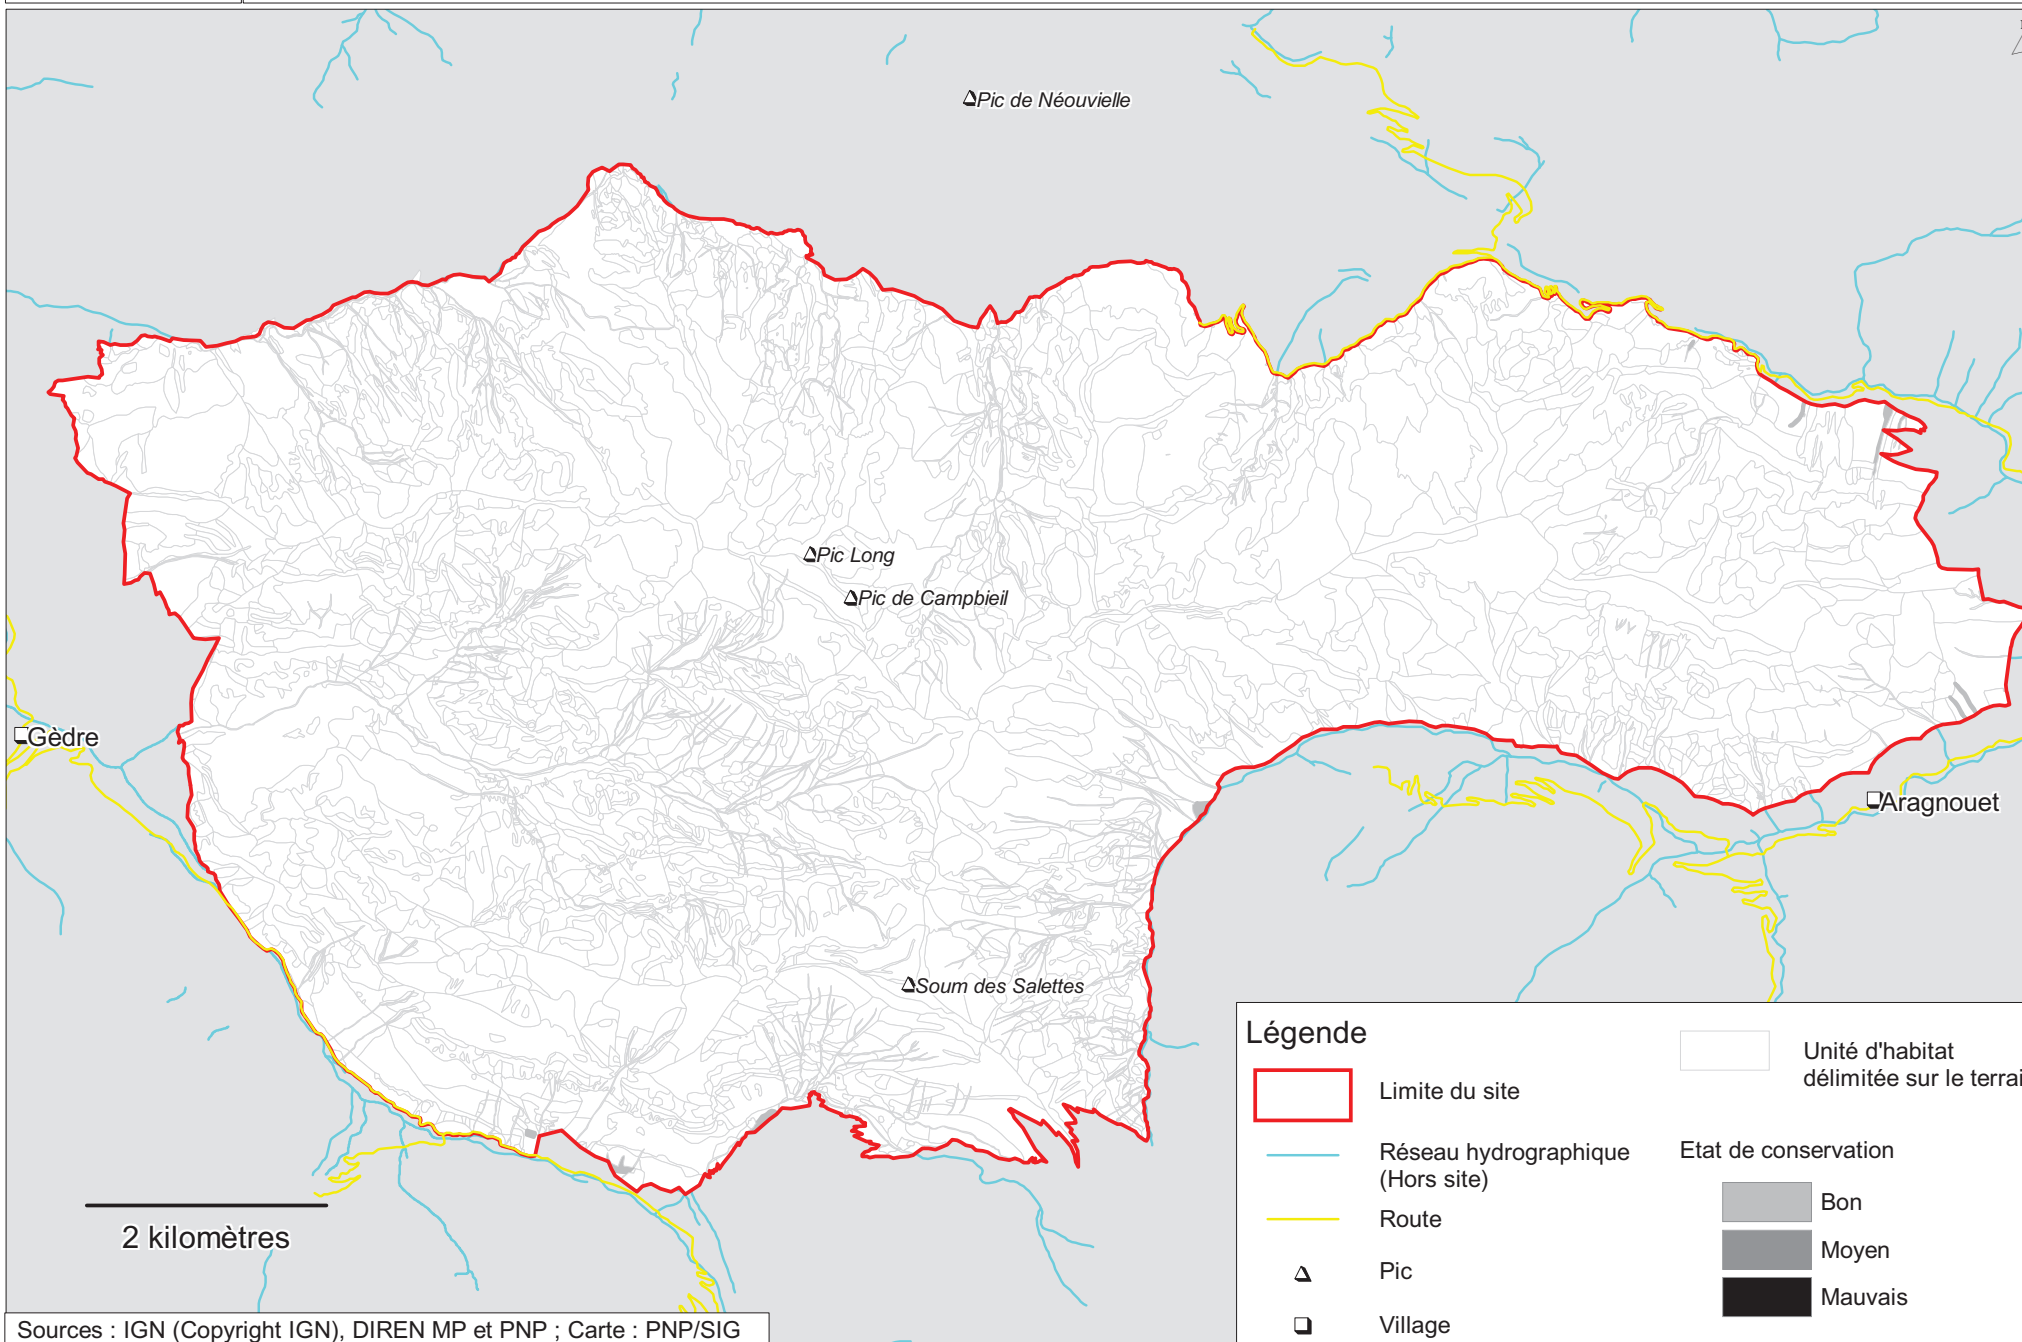 Pic de Néouvielle
Pic Long
Pic de Campbieil
Gèdre
Aragnouet
Soum des Salettes
Légende
Limite du site
Réseau hydrographique
(Hors site)
Route
Pic
Village
Unité d'habitat
délimitée sur le terrai
Etat de conservation
Bon
Moyen
Mauvais
2 kilomètres
Sources : IGN (Copyright IGN), DIREN MP et PNP ; Carte : PNP/SIG